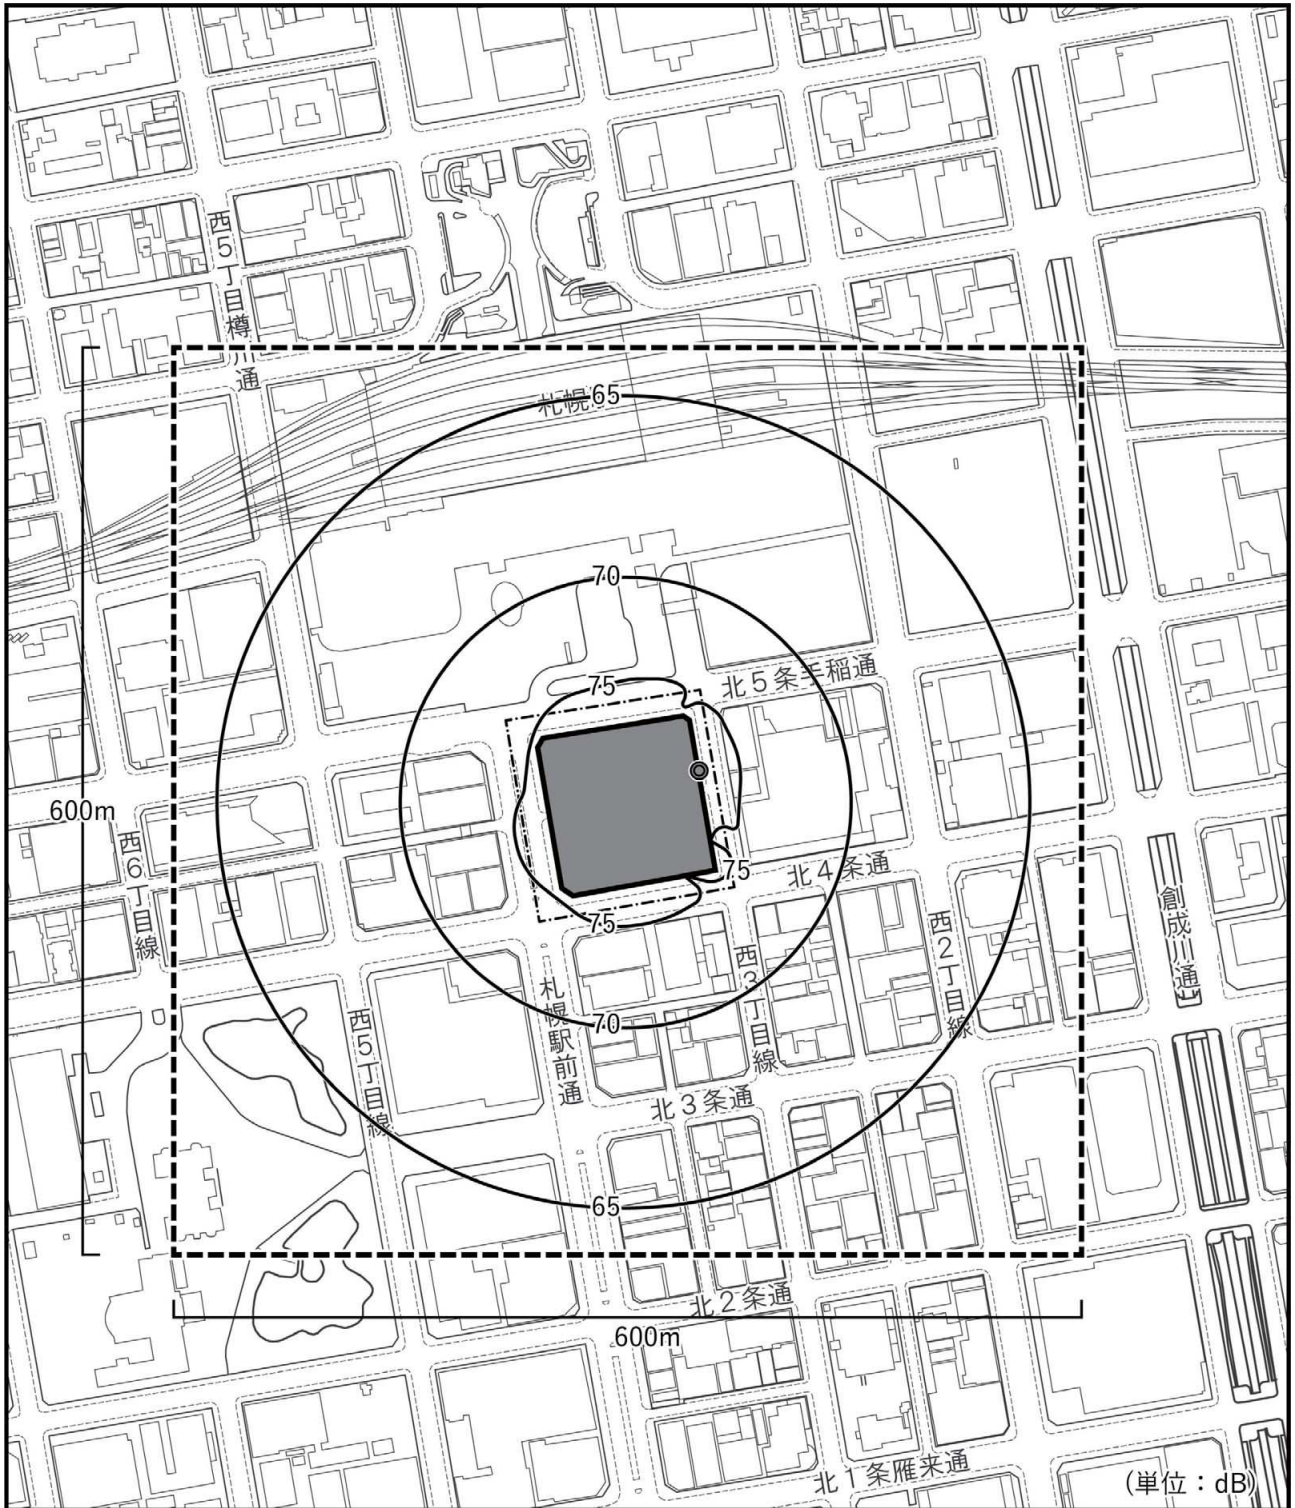 西5丁目樽川通
札幌
65
70
北5条手稲通
75
600m
西6丁目線
75
北4条通
75
創成川通
西2丁目線
西3丁目線
札幌駅前通
70
西5丁目線
北3条通
65
北2条通
600m
北1条雁来通
(単位：dB)